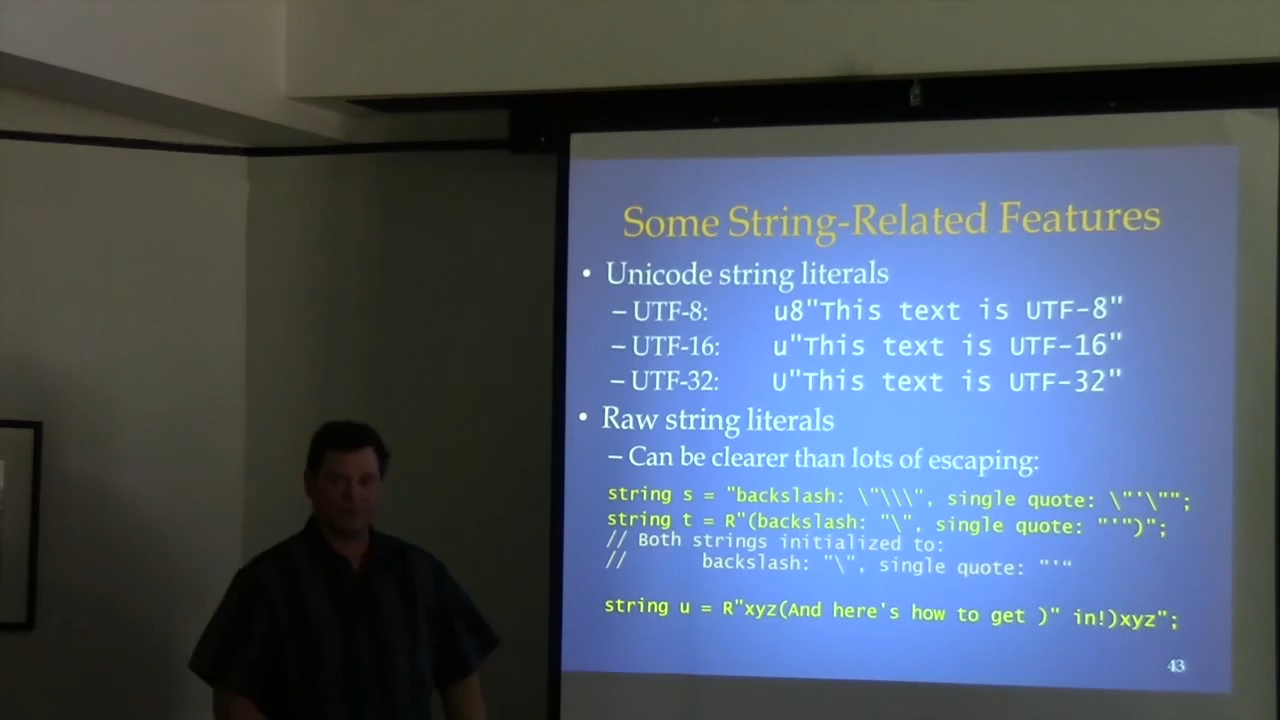 Some String-Related Features
• Unicode string literals
– UTF-8: u8"This text is UTF-8"
– UTF-16: u"This text is UTF-16"
– UTF-32: U"This text is UTF-32"
• Raw string literals
– Can be clearer than lots of escaping:
string s = "backslash: \"\\\", single quote: \"'\"";
string t = R"(backslash: "\", single quote: "'")";
// Both strings initialized to:
// backslash: "\", single quote: "'“
string u = R"xyz(And here's how to get )" in!)xyz";
43